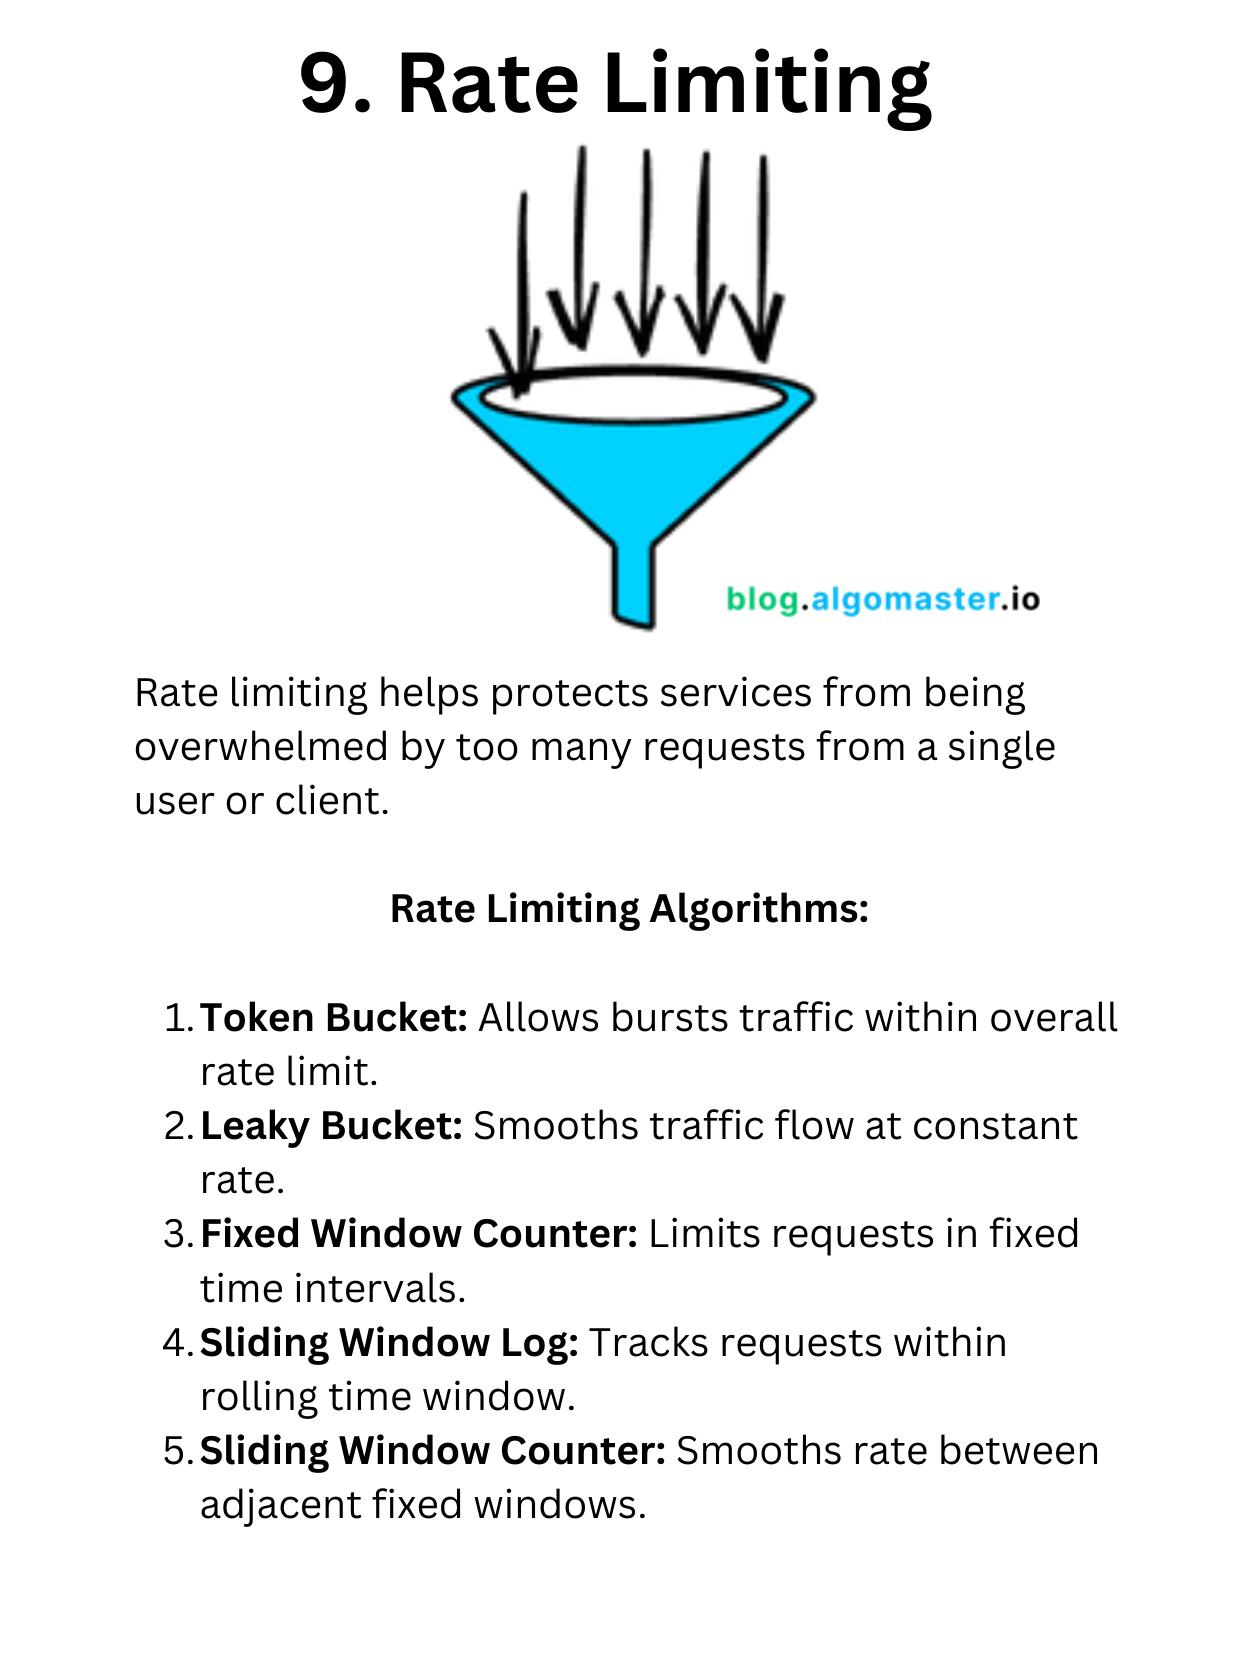 9. Rate Limiting
blog.algomaster.io
Rate limiting helps protects services from being
overwhelmed by too many requests from a single
user or client.
Rate Limiting Algorithms:
1. Token Bucket: Allows bursts traffic within overall
rate limit.
2. Leaky Bucket: Smooths traffic flow at constant
rate.
3. Fixed Window Counter: Limits requests in fixed
time intervals.
4. Sliding Window Log: Tracks requests within
rolling time window.
5. Sliding Window Counter: Smooths rate between
adjacent fixed windows.